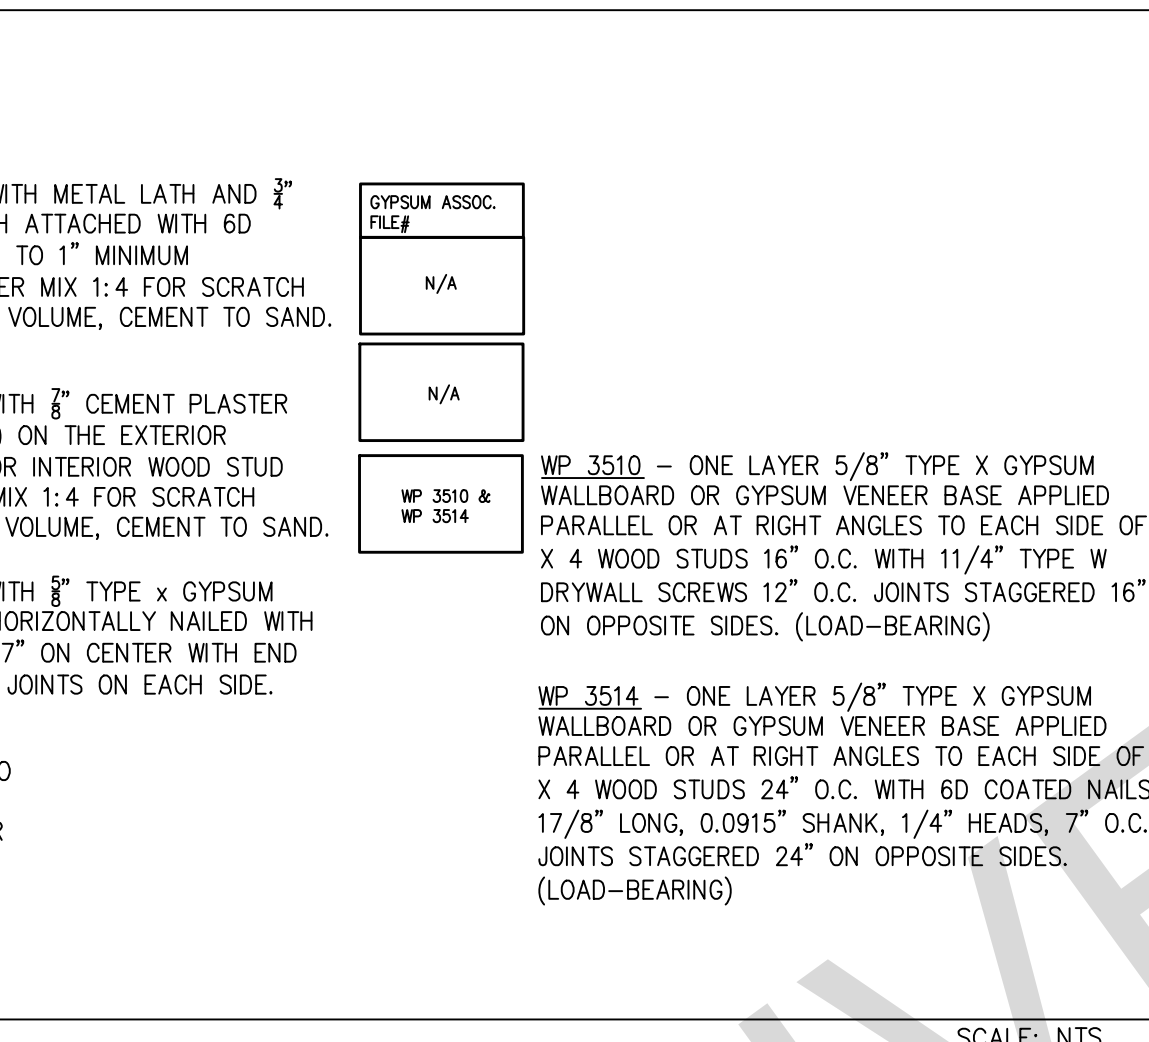 WITH METAL LATH AND 3/4"
ATTACHED WITH 6D
TO 1" MINIMUM
MIX 1:4 FOR SCRATCH
VOLUME, CEMENT TO SAND.
WITH 7/8" CEMENT PLASTER
ON THE EXTERIOR
OR INTERIOR WOOD STUD
MIX 1:4 FOR SCRATCH
VOLUME, CEMENT TO SAND.
WITH 5/8" TYPE x GYPSUM
HORIZONTALLY NAILED WITH
7" ON CENTER WITH END
JOINTS ON EACH SIDE.
GYPSUM ASSOC.
FILE#
N/A
N/A
WP 3510 &
WP 3514
WP 3510 – ONE LAYER 5/8" TYPE X GYPSUM
WALLBOARD OR GYPSUM VENEER BASE APPLIED
PARALLEL OR AT RIGHT ANGLES TO EACH SIDE OF
X 4 WOOD STUDS 16" O.C. WITH 11/4" TYPE W
DRYWALL SCREWS 12" O.C. JOINTS STAGGERED 16"
ON OPPOSITE SIDES. (LOAD–BEARING)
WP 3514 – ONE LAYER 5/8" TYPE X GYPSUM
WALLBOARD OR GYPSUM VENEER BASE APPLIED
PARALLEL OR AT RIGHT ANGLES TO EACH SIDE OF
X 4 WOOD STUDS 24" O.C. WITH 6D COATED NAILS
17/8" LONG, 0.0915" SHANK, 1/4" HEADS, 7" O.C.
JOINTS STAGGERED 24" ON OPPOSITE SIDES.
(LOAD–BEARING)
SCALE: NTS